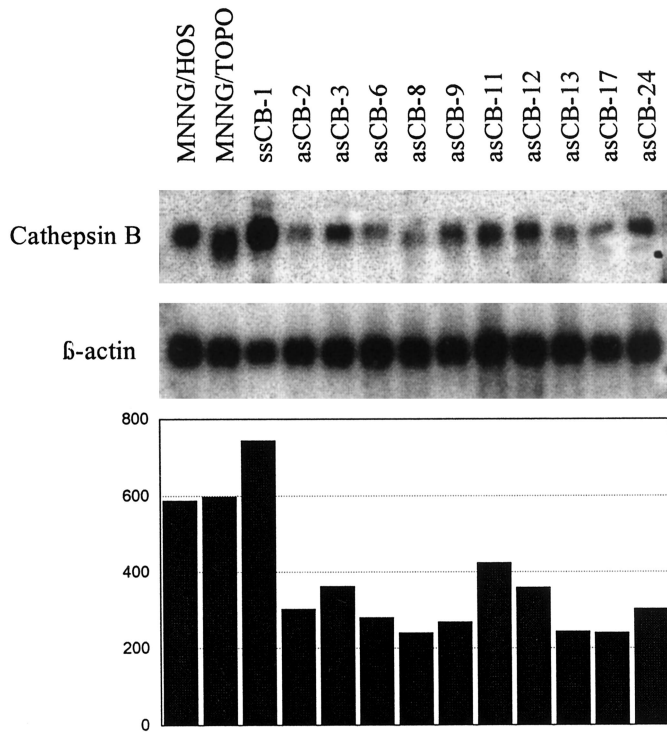 MNNG/HOS
MNNG/TOPO
ssCB-1
asCB-2
asCB-3
asCB-6
asCB-8
asCB-9
asCB-11
asCB-12
asCB-13
asCB-17
asCB-24
Cathepsin B
ß-actin
800
600
400
200
0